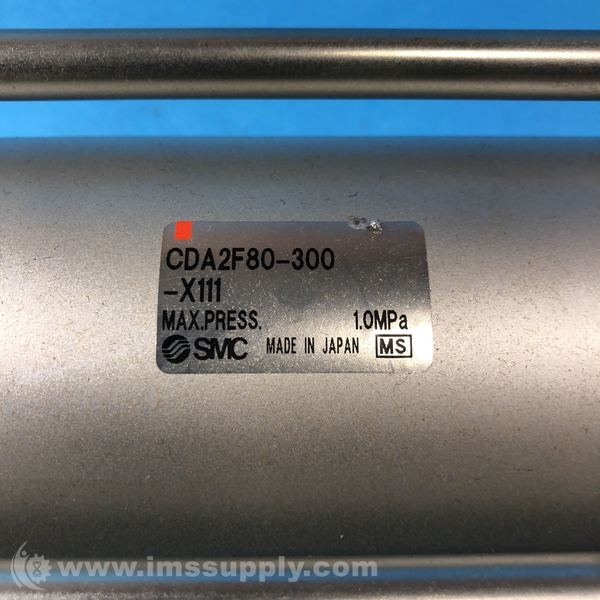 CDA2F80-300
-X111
MAX.PRESS. 1.0MPa
SMC MADE IN JAPAN MS
www.imssupply.com